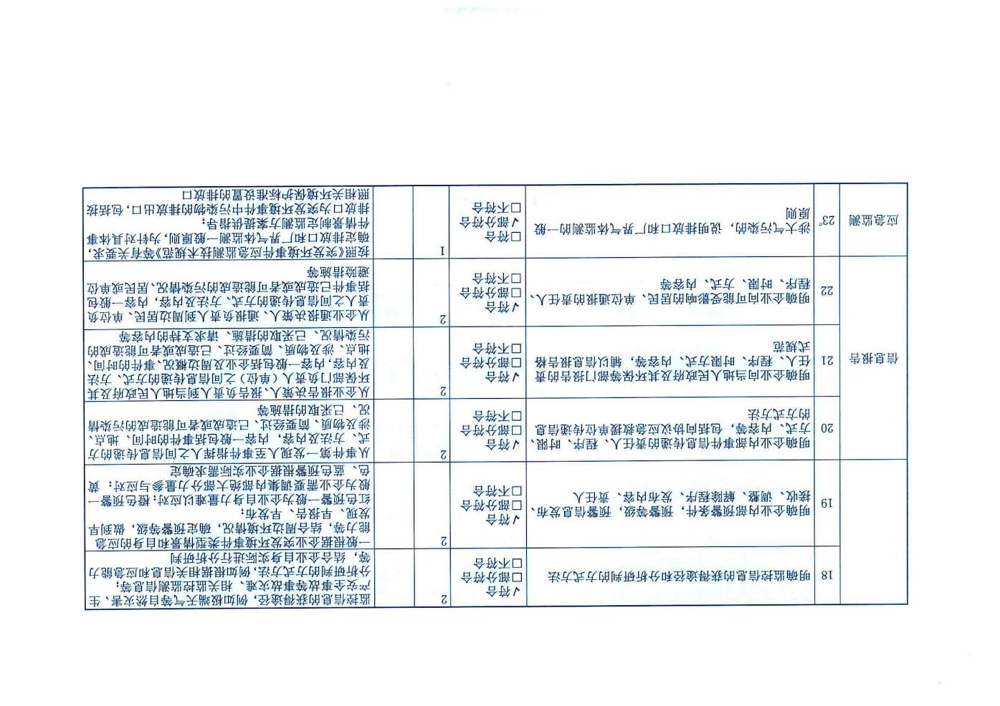 18
明确监控信息的获得途径和分析研判的方式方法
√符合
□部分符合
□不符合
2
监控信息的获得途径，例如极端天气等自然灾害、生
产安全事故等事故灾难、相关监控监测信息等；
分析研判的方式方法，例如根据相关信息和应急能力
等，结合企业自身实际进行分析研判
19
明确企业内部预警条件，预警等级，预警信息发布、
接收、调整、解除程序、发布内容、责任人
√符合
□部分符合
□不符合
2
一般根据企业突发环境事件类型情景和自身的应急
能力等，结合周边环境情况，确定预警等级，做到早
发现、早报告、早发布；
红色预警一般为企业自身力量难以应对；橙色预警一
般为企业需要调集内部绝大部分力量参与应对；黄
色、蓝色预警根据企业实际需求确定
信息报告
20
明确企业内部事件信息传递的责任人、程序、时限、
方式、内容等，包括向协议应急救援单位传递信息
的方式方法
√符合
□部分符合
□不符合
2
从事件第一发现人至事件指挥人之间信息传递的方
式、方法及内容，内容一般包括事件的时间、地点、
涉及物质、简要经过、已造成或者可能造成的污染情
况、已采取的措施等
21
明确企业向当地人民政府及其环保等部门报告的责
任人、程序、时限方式、内容等，辅以信息报告格
式规范
√符合
□部分符合
□不符合
2
从企业报告决策人、报告负责人到当地人民政府及其
环保部门负责人（单位）之间信息传递的方式、方法
及内容，内容一般包括企业及周边概况、事件的时间、
地点、涉及物质、简要经过、已造成或者可能造成的
污染情况、已采取的措施、请求支持的内容等
22
明确企业向可能受影响的居民、单位通报的责任人、
程序、时限、方式、内容等
√符合
□部分符合
□不符合
2
从企业通报决策人、通报负责人到周边居民、单位负
责人之间信息传递的方式、方法及内容，内容一般包
括事件已造成或者可能造成的污染情况、居民或单位
避险措施等
应急监测
23ᵃ
涉大气污染的，说明排放口和厂界气体监测的一般
原则
□符合
√部分符合
□不符合
1
按照《突发环境事件应急监测技术规范》等有关要求，
确定排放口和厂界气体监测一般原则，为针对具体事
件情景制定监测方案提供指导；
排放口为突发环境事件中污染物的排放出口，包括按
照相关环境保护标准设置的排放口